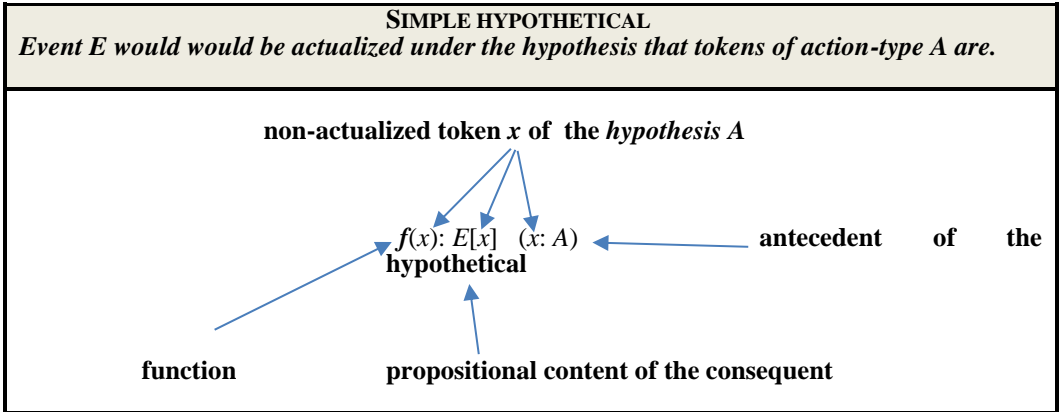 SIMPLE HYPOTHETICAL
Event E would would be actualized under the hypothesis that tokens of action-type A are.
non-actualized token x of the hypothesis A
f(x): E[x] (x: A) antecedent of the
hypothetical
function propositional content of the consequent